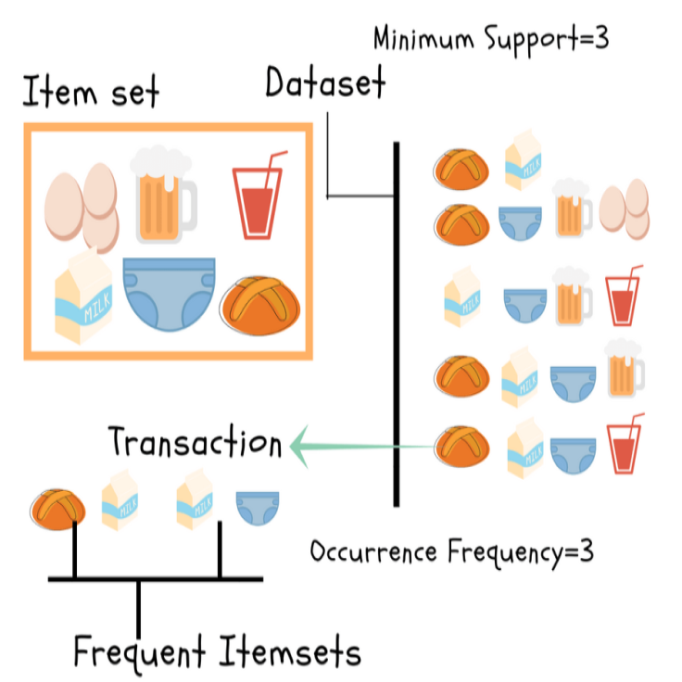 Minimum Support=3
Item set
Dataset
MILK
MILK
MILK
MILK
Transaction
MILK
MILK
MILK
Occurrence Frequency=3
Frequent Itemsets